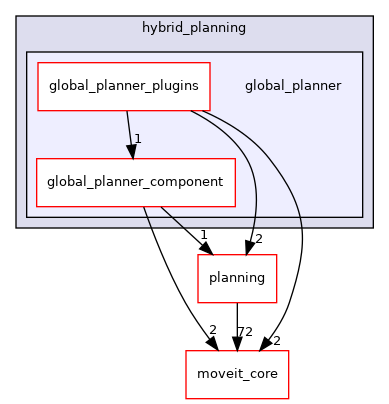 hybrid_planning
global_planner_plugins
global_planner
1
global_planner_component
1
2
planning
2
72
2
moveit_core